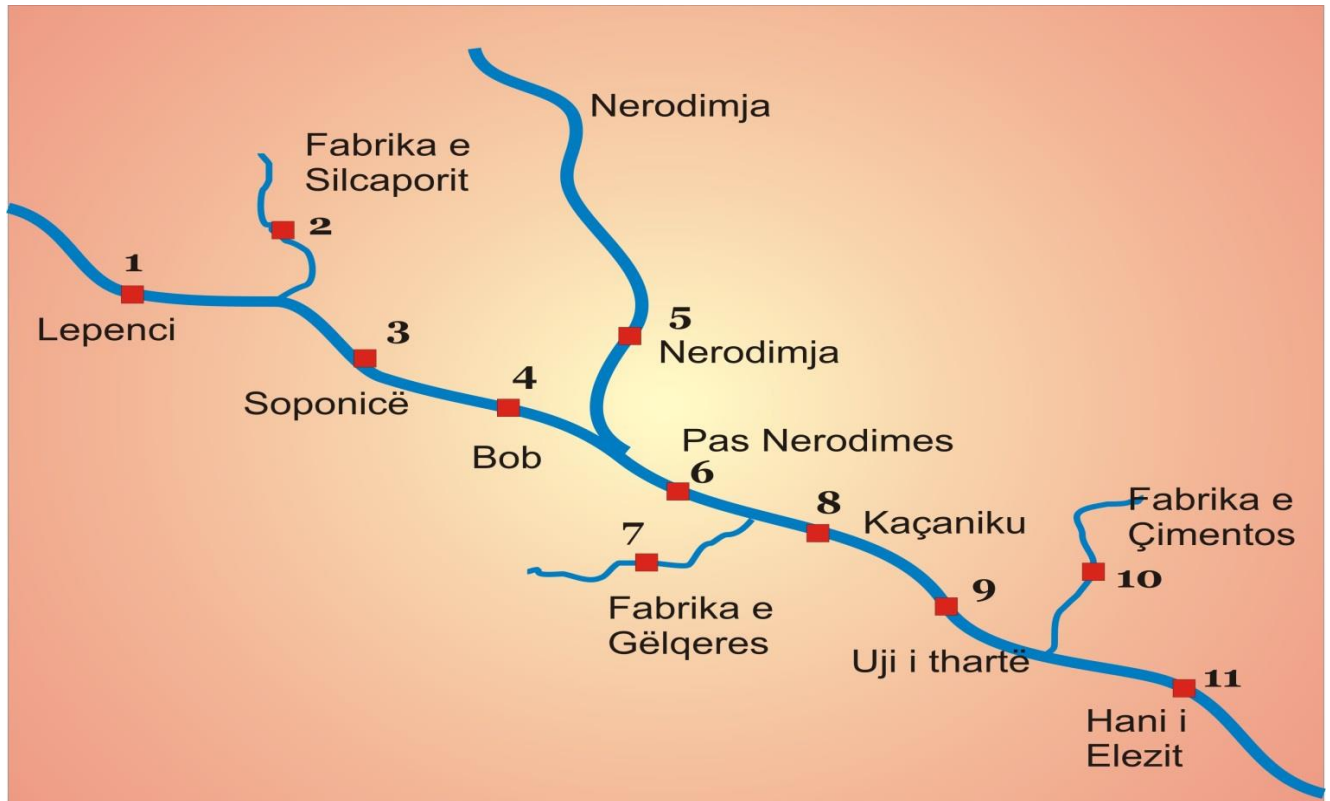 Nerodimja
Fabrika e
Silcaporit
2
1
Lepenci
3
Soponicë
5
Nerodimja
4
Bob
Pas Nerodimes
6
8
Kaçaniku
7
Fabrika e
Gëlqeres
Fabrika e
Çimentos
10
9
Uji i thartë
11
Hani i
Elezit